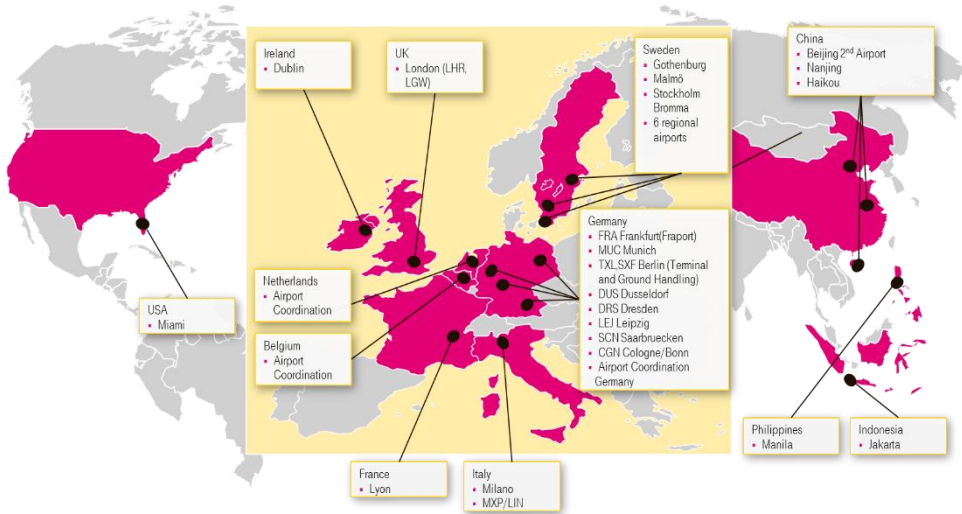 Ireland
Dublin
UK
London (LHR,
LGW)
Sweden
Gothenburg
Malmö
Stockholm
Bromma
6 regional
airports
China
Beijing 2nd Airport
Nanjing
Haikou
USA
Miami
Netherlands
Airport
Coordination
Belgium
Airport
Coordination
Germany
FRA Frankfurt(Fraport)
MUC Munich
TXL,SXF Berlin (Terminal
and Ground Handling)
DUS Dusseldorf
DRS Dresden
LEJ Leipzig
SCN Saarbruecken
CGN Cologne/Bonn
Airport Coordination
Germany
France
Lyon
Italy
Milano
MXP/LIN
Philippines
Manila
Indonesia
Jakarta